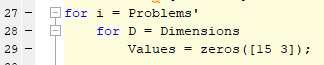 27 - for i = Problems'
28 - for D = Dimensions
29 - Values = zeros([15 3]);